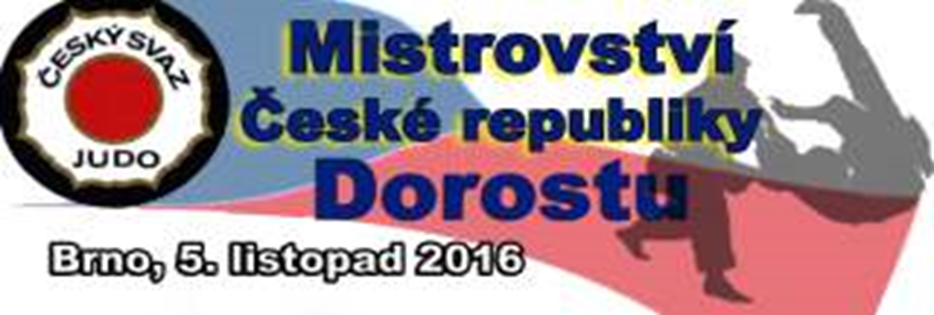 ČESKÝ SVAZ
JUDO
Mistrovství
České republiky
Dorostu
Brno, 5. listopad 2016